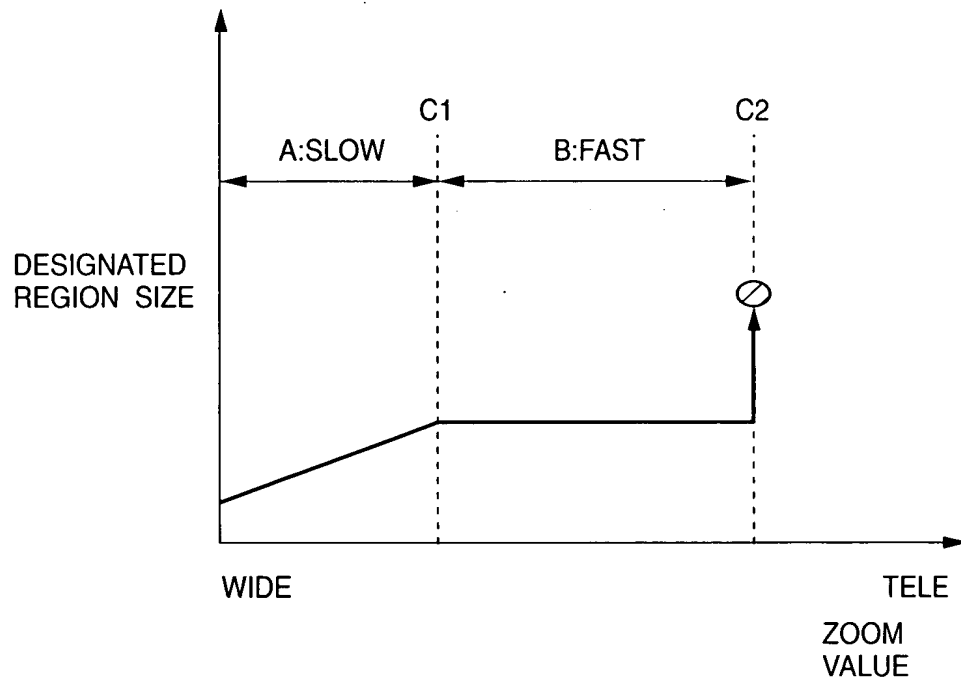 C1
C2
A:SLOW
B:FAST
DESIGNATED
REGION SIZE
WIDE
TELE
ZOOM
VALUE